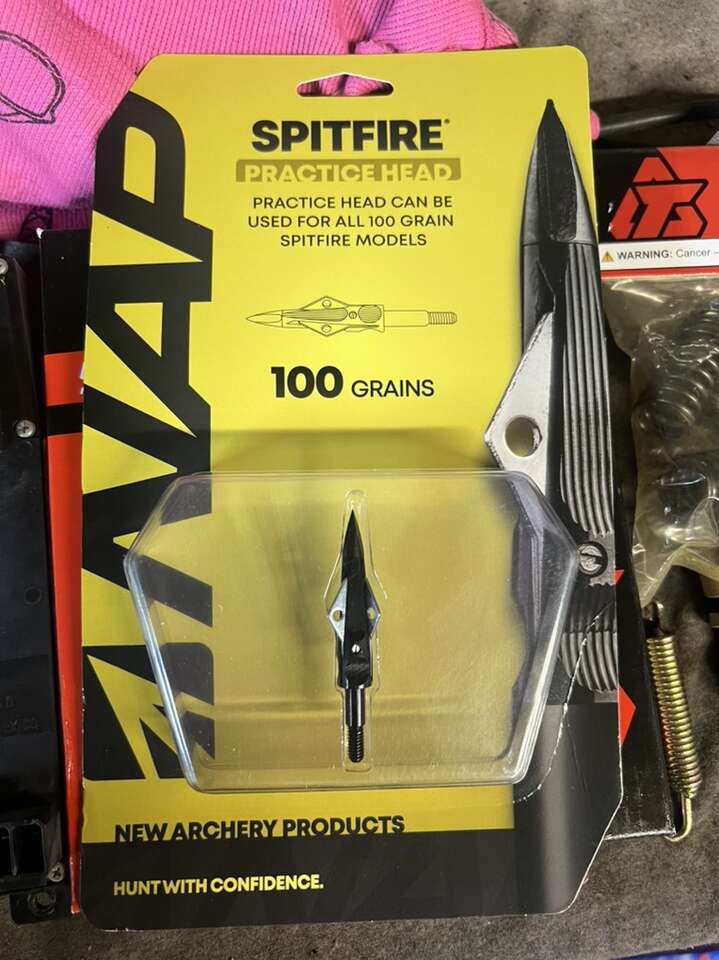 SPITFIRE®
PRACTICE HEAD
PRACTICE HEAD CAN BE
USED FOR ALL 100 GRAIN
SPITFIRE MODELS
100 GRAINS
NAP
NEW ARCHERY PRODUCTS
HUNT WITH CONFIDENCE.
WARNING: Cancer –